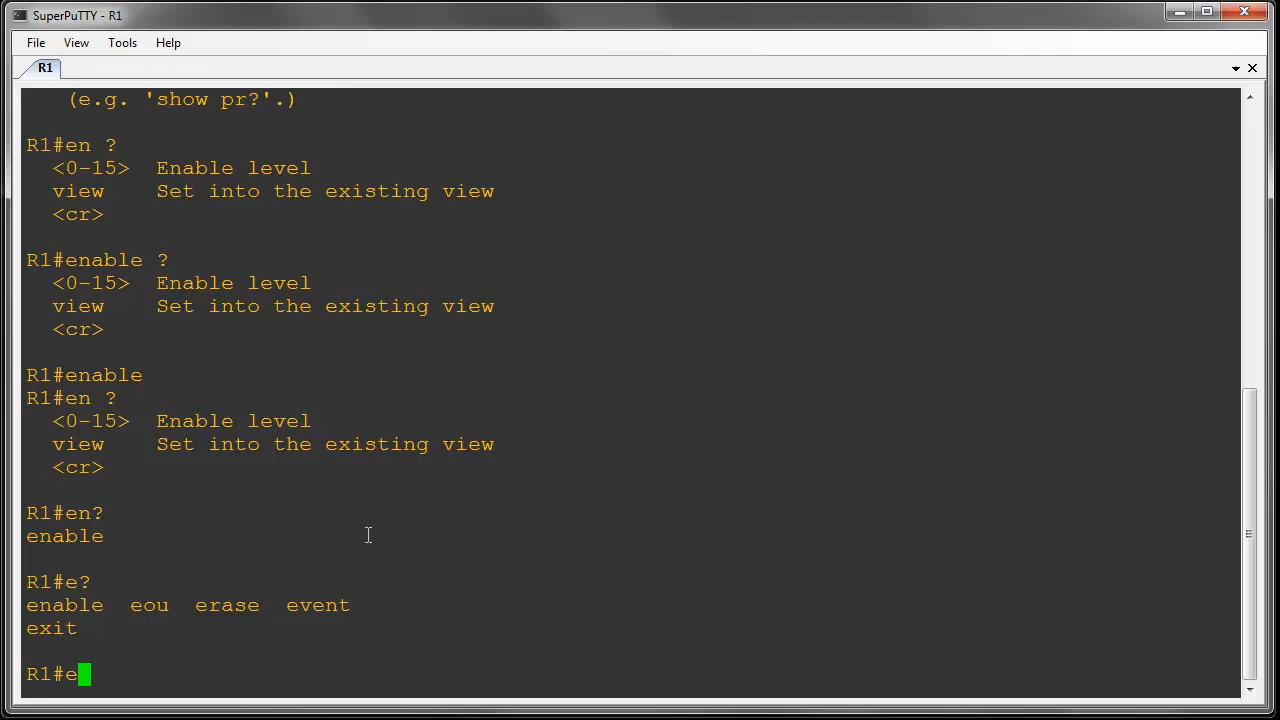 SuperPuTTY - R1
File View Tools Help
R1
(e.g. 'show pr?'.)
R1#en ?
<0-15> Enable level
view Set into the existing view
<cr>
R1#enable ?
<0-15> Enable level
view Set into the existing view
<cr>
R1#enable
R1#en ?
<0-15> Enable level
view Set into the existing view
<cr>
R1#en?
enable
R1#e?
enable eou erase event
exit
R1#e